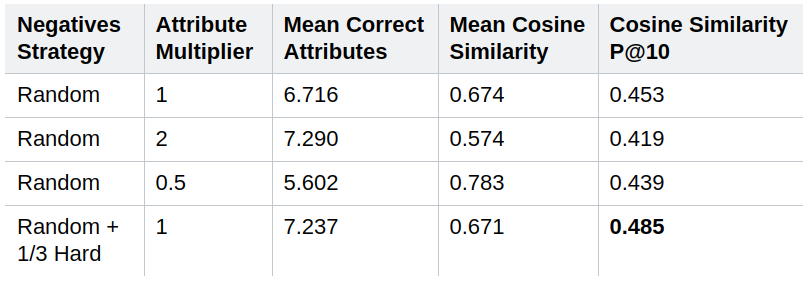 Negatives Strategy | Attribute Multiplier | Mean Correct Attributes | Mean Cosine Similarity | Cosine Similarity P@10
Random | 1 | 6.716 | 0.674 | 0.453
Random | 2 | 7.290 | 0.574 | 0.419
Random | 0.5 | 5.602 | 0.783 | 0.439
Random + 1/3 Hard | 1 | 7.237 | 0.671 | 0.485